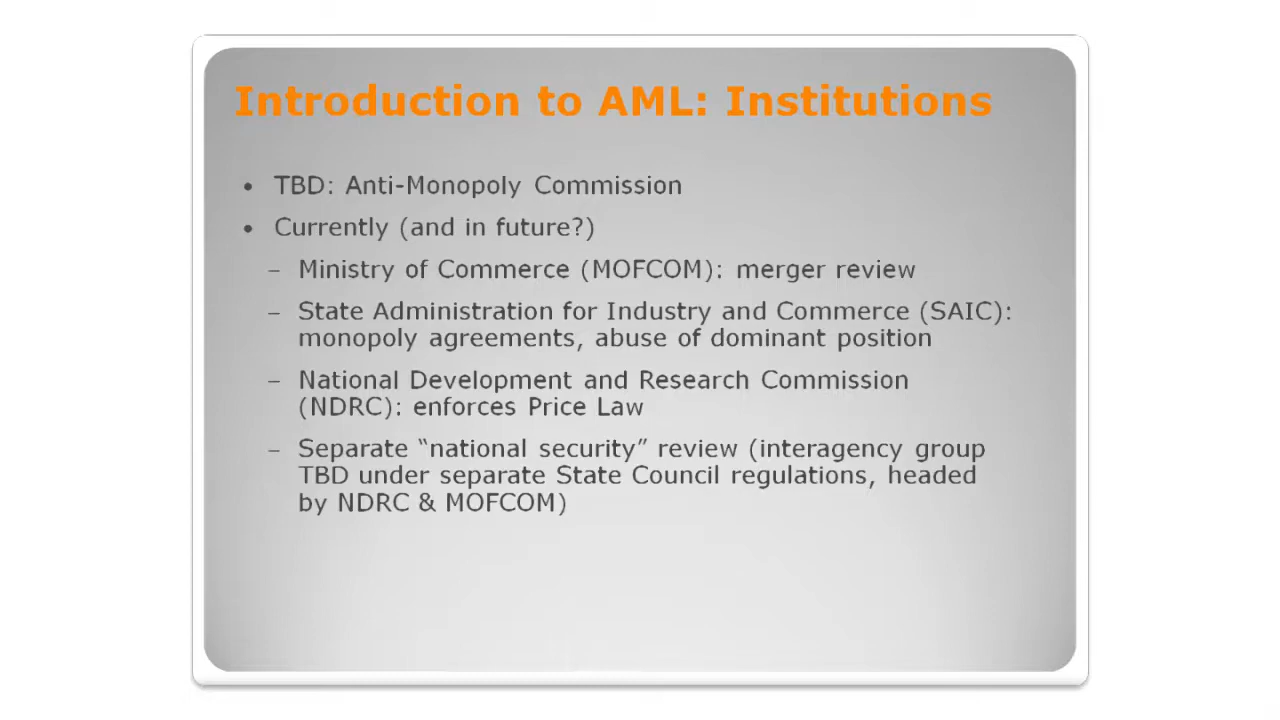 Introduction to AML: Institutions
• TBD: Anti-Monopoly Commission
• Currently (and in future?)
– Ministry of Commerce (MOFCOM): merger review
– State Administration for Industry and Commerce (SAIC):
monopoly agreements, abuse of dominant position
– National Development and Research Commission
(NDRC): enforces Price Law
– Separate “national security” review (interagency group
TBD under separate State Council regulations, headed
by NDRC & MOFCOM)